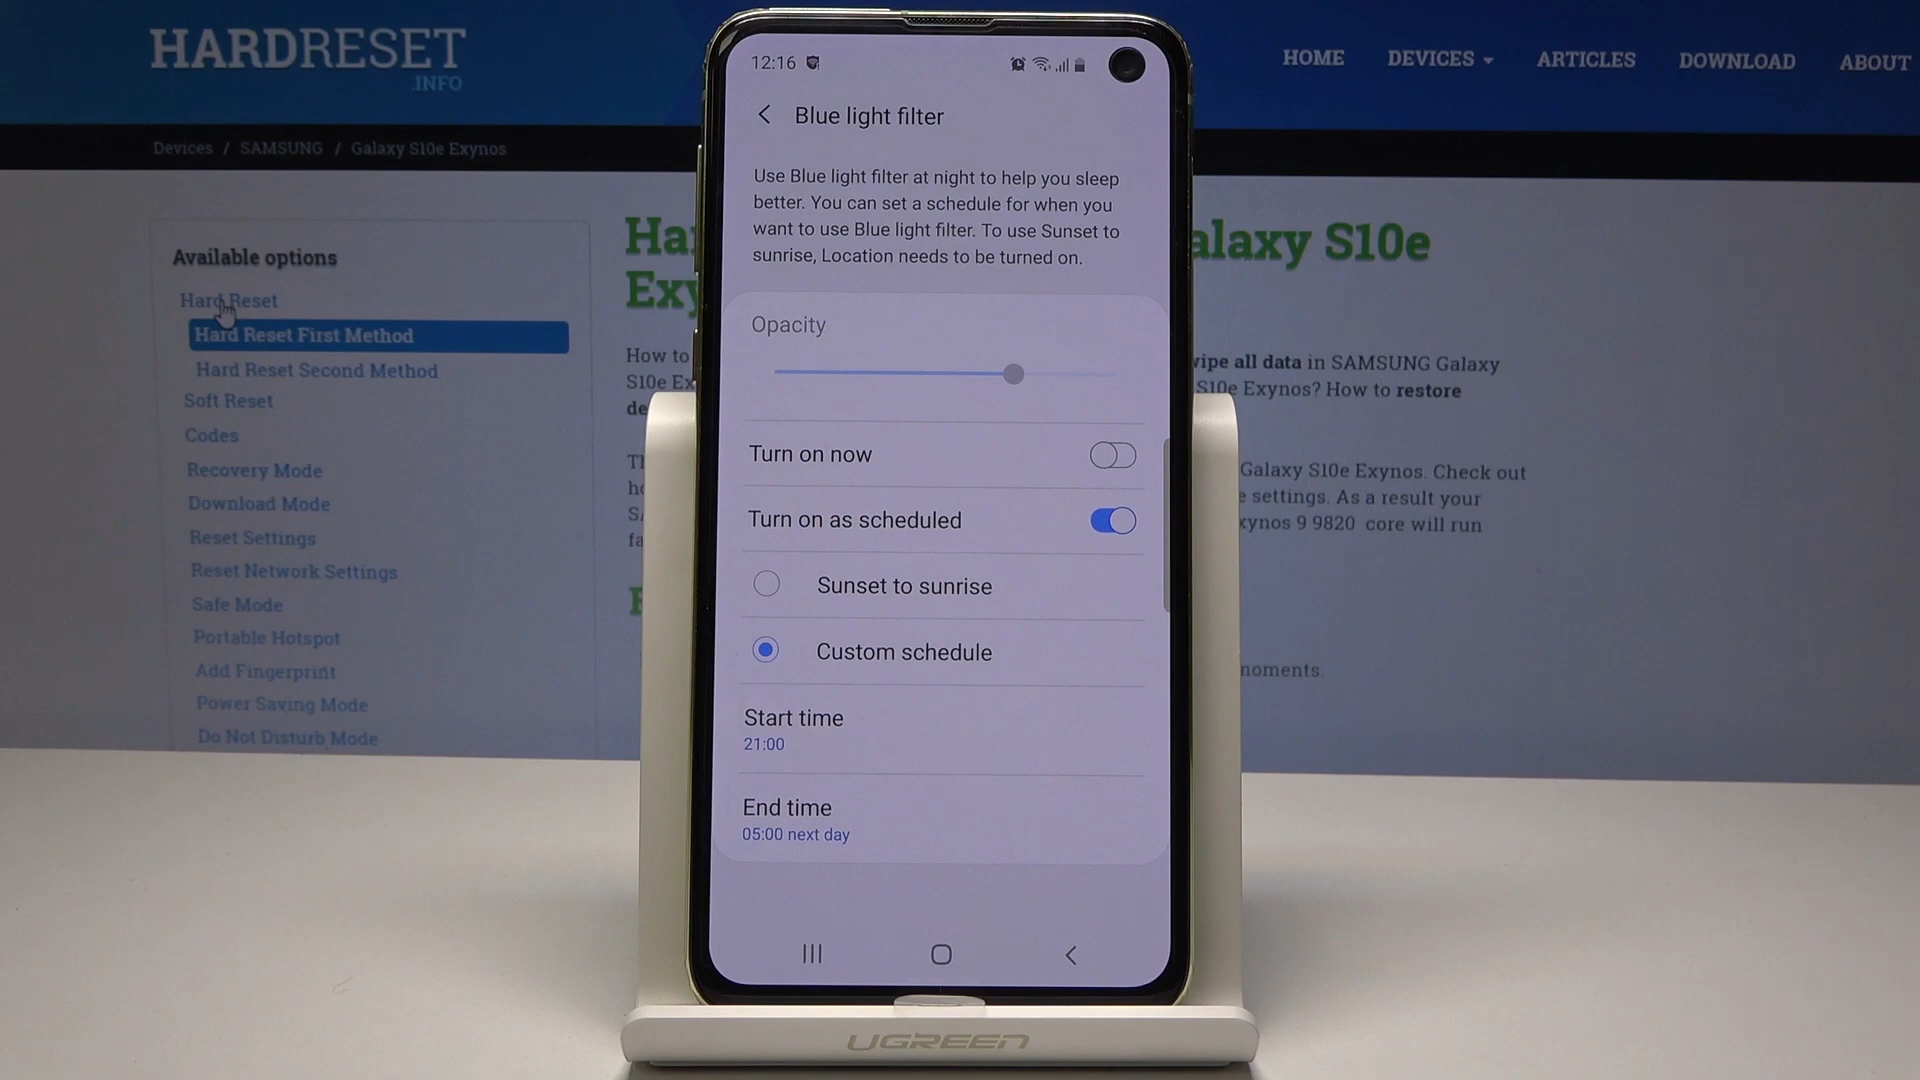 HARDRESET
.INFO
HOME
DEVICES
ARTICLES
DOWNLOAD
ABOUT
Devices / SAMSUNG / Galaxy S10e Exynos
Available options
Hard Reset
Hard Reset First Method
Hard Reset Second Method
Soft Reset
Codes
Recovery Mode
Download Mode
Reset Settings
Reset Network Settings
Safe Mode
Portable Hotspot
Add Fingerprint
Power Saving Mode
Do Not Disturb Mode
Ha
alaxy S10e
Exy
How to
wipe all data in SAMSUNG Galaxy
S10e Ex
S10e Exynos? How to restore
de
Galaxy S10e Exynos. Check out
e settings. As a result your
xynos 9 9820 core will run
fa
moments.
12:16
Blue light filter
Use Blue light filter at night to help you sleep
better. You can set a schedule for when you
want to use Blue light filter. To use Sunset to
sunrise, Location needs to be turned on.
Opacity
Turn on now
Turn on as scheduled
Sunset to sunrise
Custom schedule
Start time
21:00
End time
05:00 next day
UGREEN